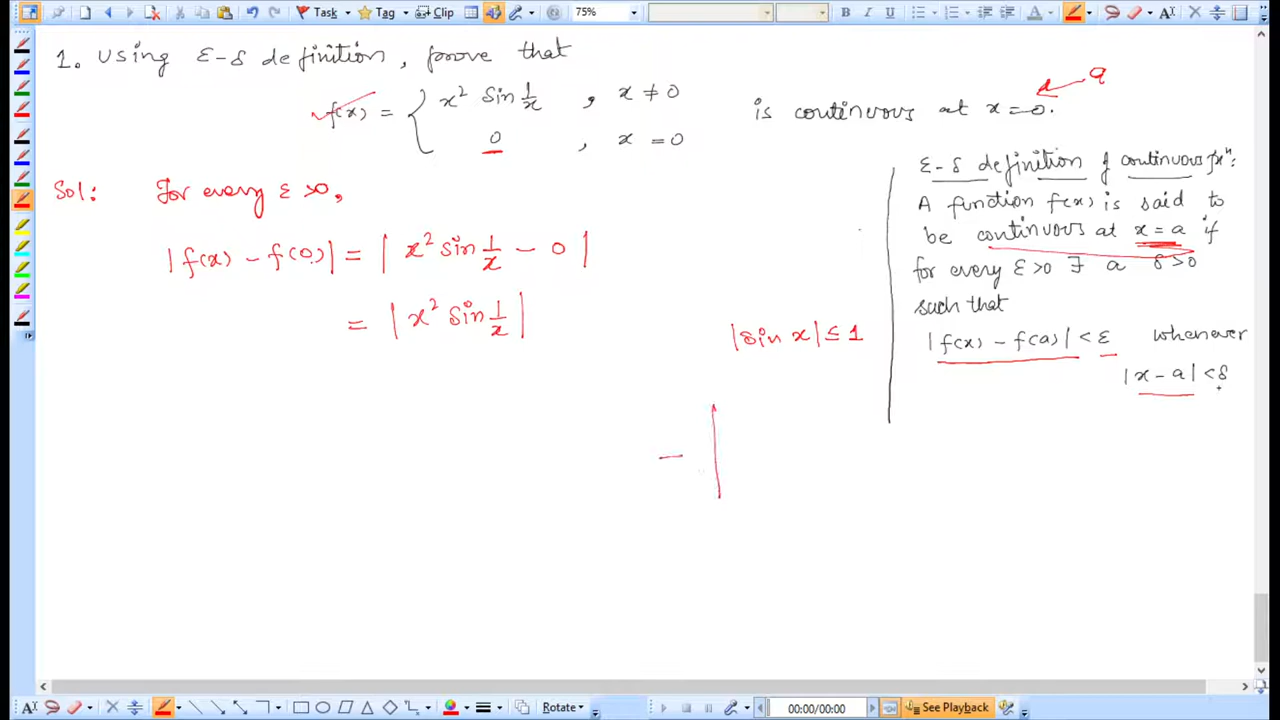 Task
Tag
Clip
75%
B I U A
1. Using ε-δ definition, prove that
f(x) = { x² sin 1/x , x ≠ 0
0 , x = 0
is continuous at x = 0.
a
Sol: For every ε > 0,
|f(x) - f(0)| = | x² sin 1/x - 0 |
= | x² sin 1/x |
|sin x| ≤ 1
—
ε-δ definition of continuous fxⁿ:
A function f(x) is said to
be continuous at x = a if
for every ε>0 ∃ a δ>0
such that
|f(x) - f(a)| < ε whenever
|x - a| < δ
Rotate
00:00/00:00
See Playback